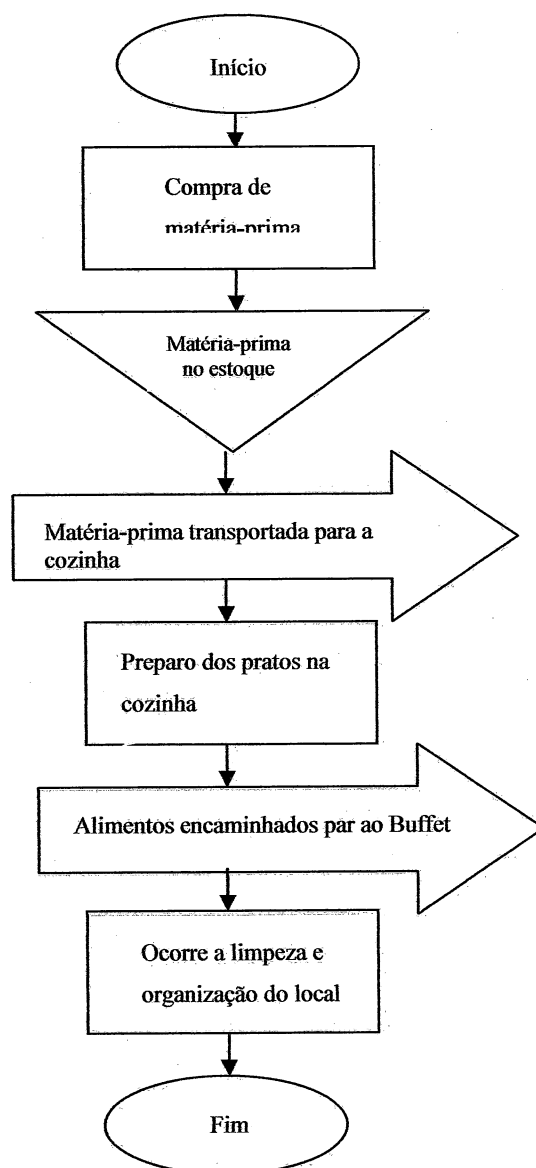 Início
Compra de
matéria-prima
Matéria-prima
no estoque
Matéria-prima transportada para a
cozinha
Preparo dos pratos na
cozinha
Alimentos encaminhados par ao Buffet
Ocorre a limpeza e
organização do local
Fim